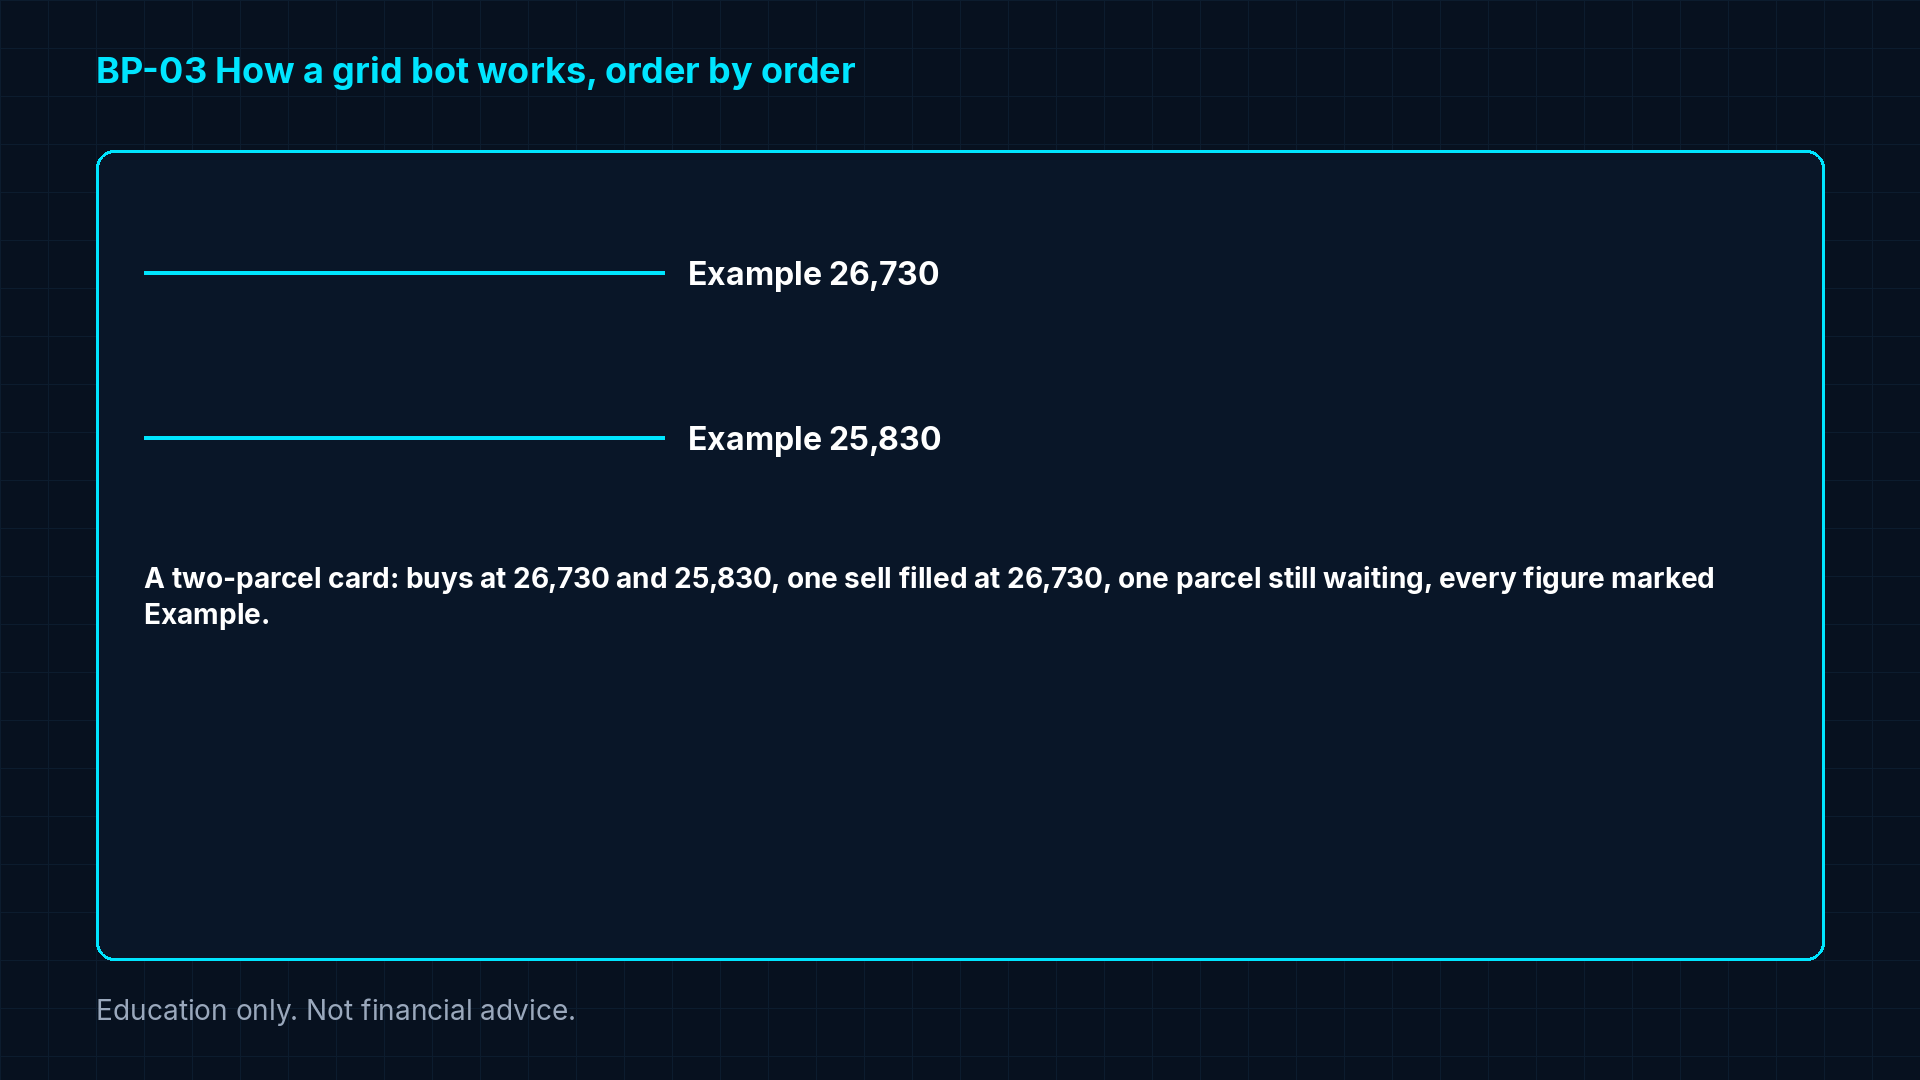 BP-03 How a grid bot works, order by order
Example 26,730
Example 25,830
A two-parcel card: buys at 26,730 and 25,830, one sell filled at 26,730, one parcel still waiting, every figure marked
Example.
Education only. Not financial advice.